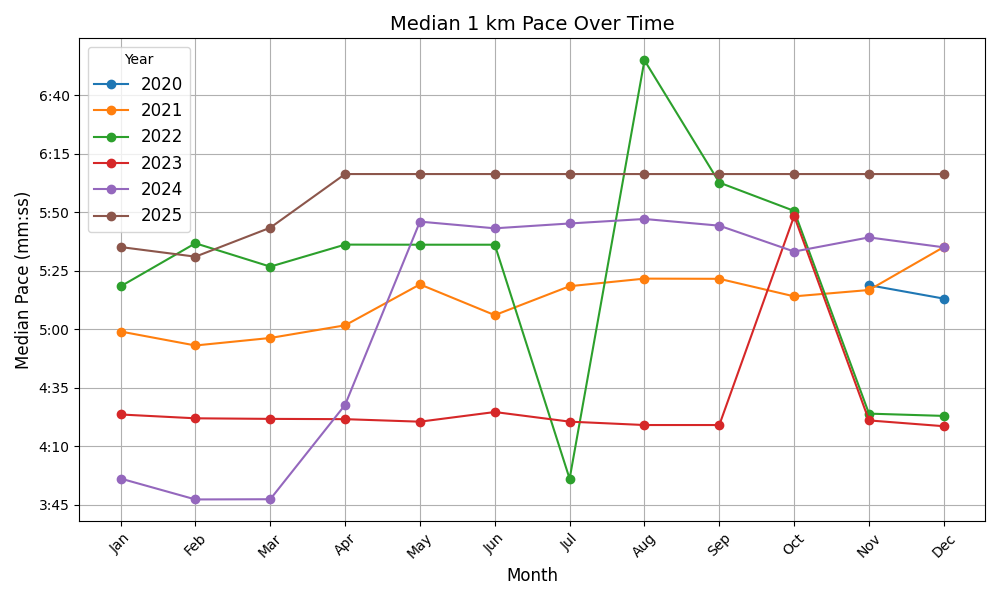 Median 1 km Pace Over Time
Year
2020
2021
2022
2023
2024
2025
Median Pace (mm:ss)
6:40
6:15
5:50
5:25
5:00
4:35
4:10
3:45
Jan
Feb
Mar
Apr
May
Jun
Jul
Aug
Sep
Oct
Nov
Dec
Month